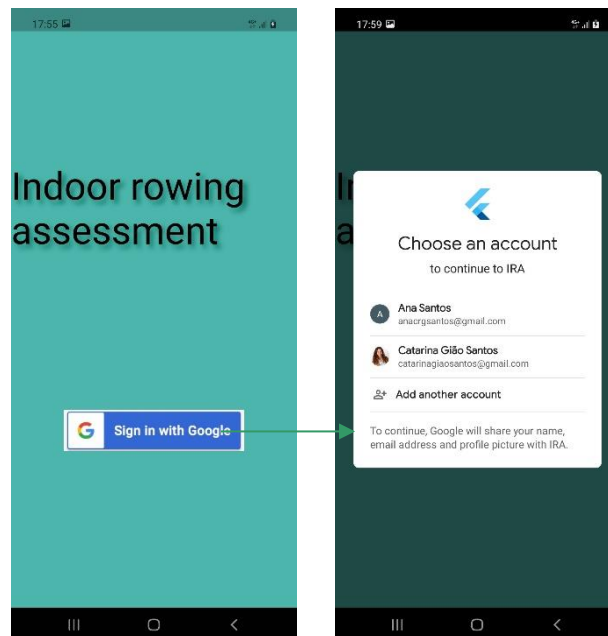 17:55
Indoor rowing
assessment
Sign in with Google
17:59
Choose an account
to continue to IRA
A
Ana Santos
anacrgsantos@gmail.com
Catarina Gião Santos
catarinagiaosantos@gmail.com
Add another account
To continue, Google will share your name,
email address and profile picture with IRA.